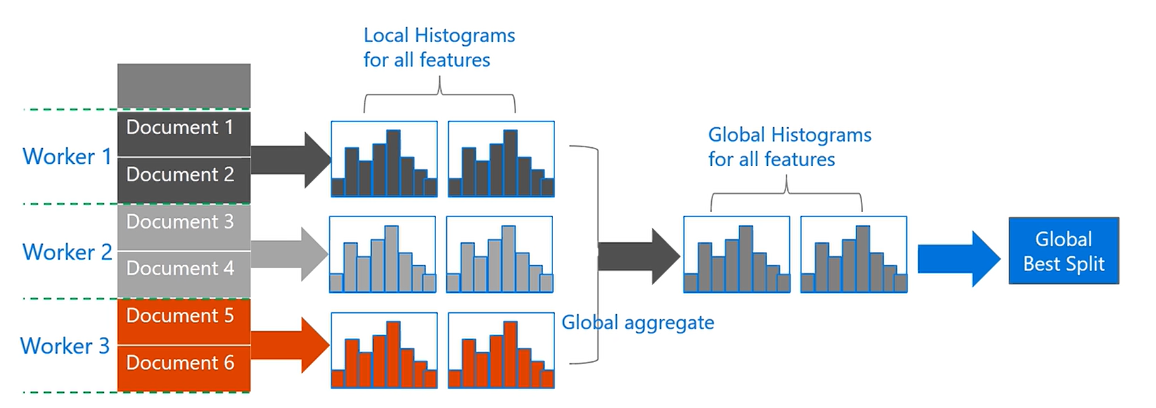 Local Histograms
for all features
Worker 1
Document 1
Document 2
Worker 2
Document 3
Document 4
Worker 3
Document 5
Document 6
Global aggregate
Global Histograms
for all features
Global
Best Split